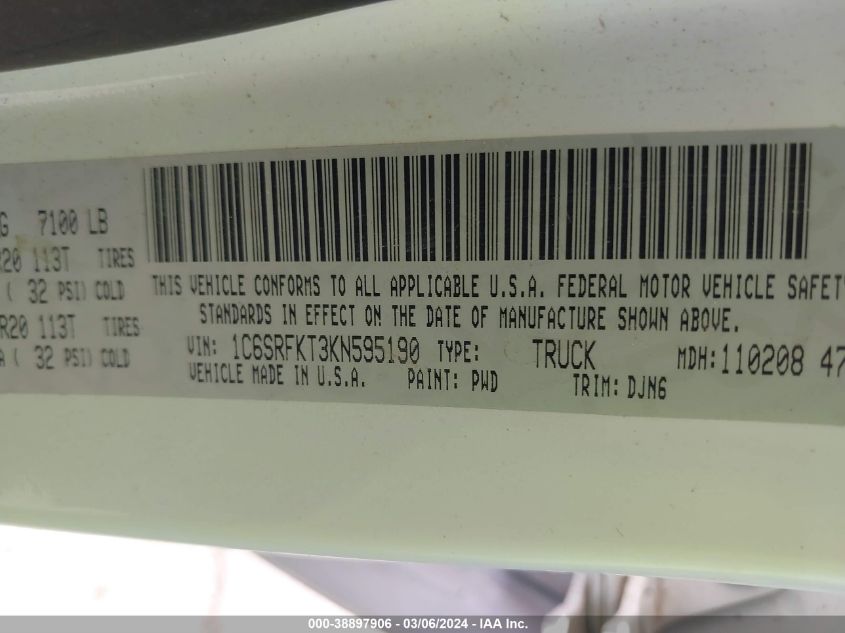 G 7100 LB
R20 113T TIRES
( 32 PSI) COLD
R20 113T TIRES
A ( 32 PSI) COLD
THIS VEHICLE CONFORMS TO ALL APPLICABLE U.S.A. FEDERAL MOTOR VEHICLE SAFETY
STANDARDS IN EFFECT ON THE DATE OF MANUFACTURE SHOWN ABOVE.
VIN: 1C6SRFKT3KN595190 TYPE: TRUCK MDH: 110208 47
VEHICLE MADE IN U.S.A. PAINT: PWD TRIM: DJN6
000-38897906 - 03/06/2024 - IAA Inc.